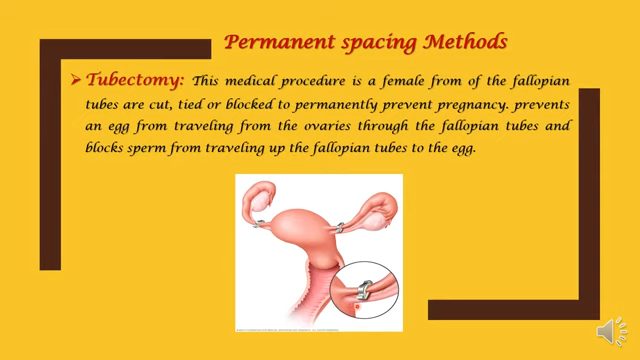 Permanent spacing Methods
➢ Tubectomy: This medical procedure is a female from of the fallopian
tubes are cut, tied or blocked to permanently prevent pregnancy. prevents
an egg from traveling from the ovaries through the fallopian tubes and
blocks sperm from traveling up the fallopian tubes to the egg.